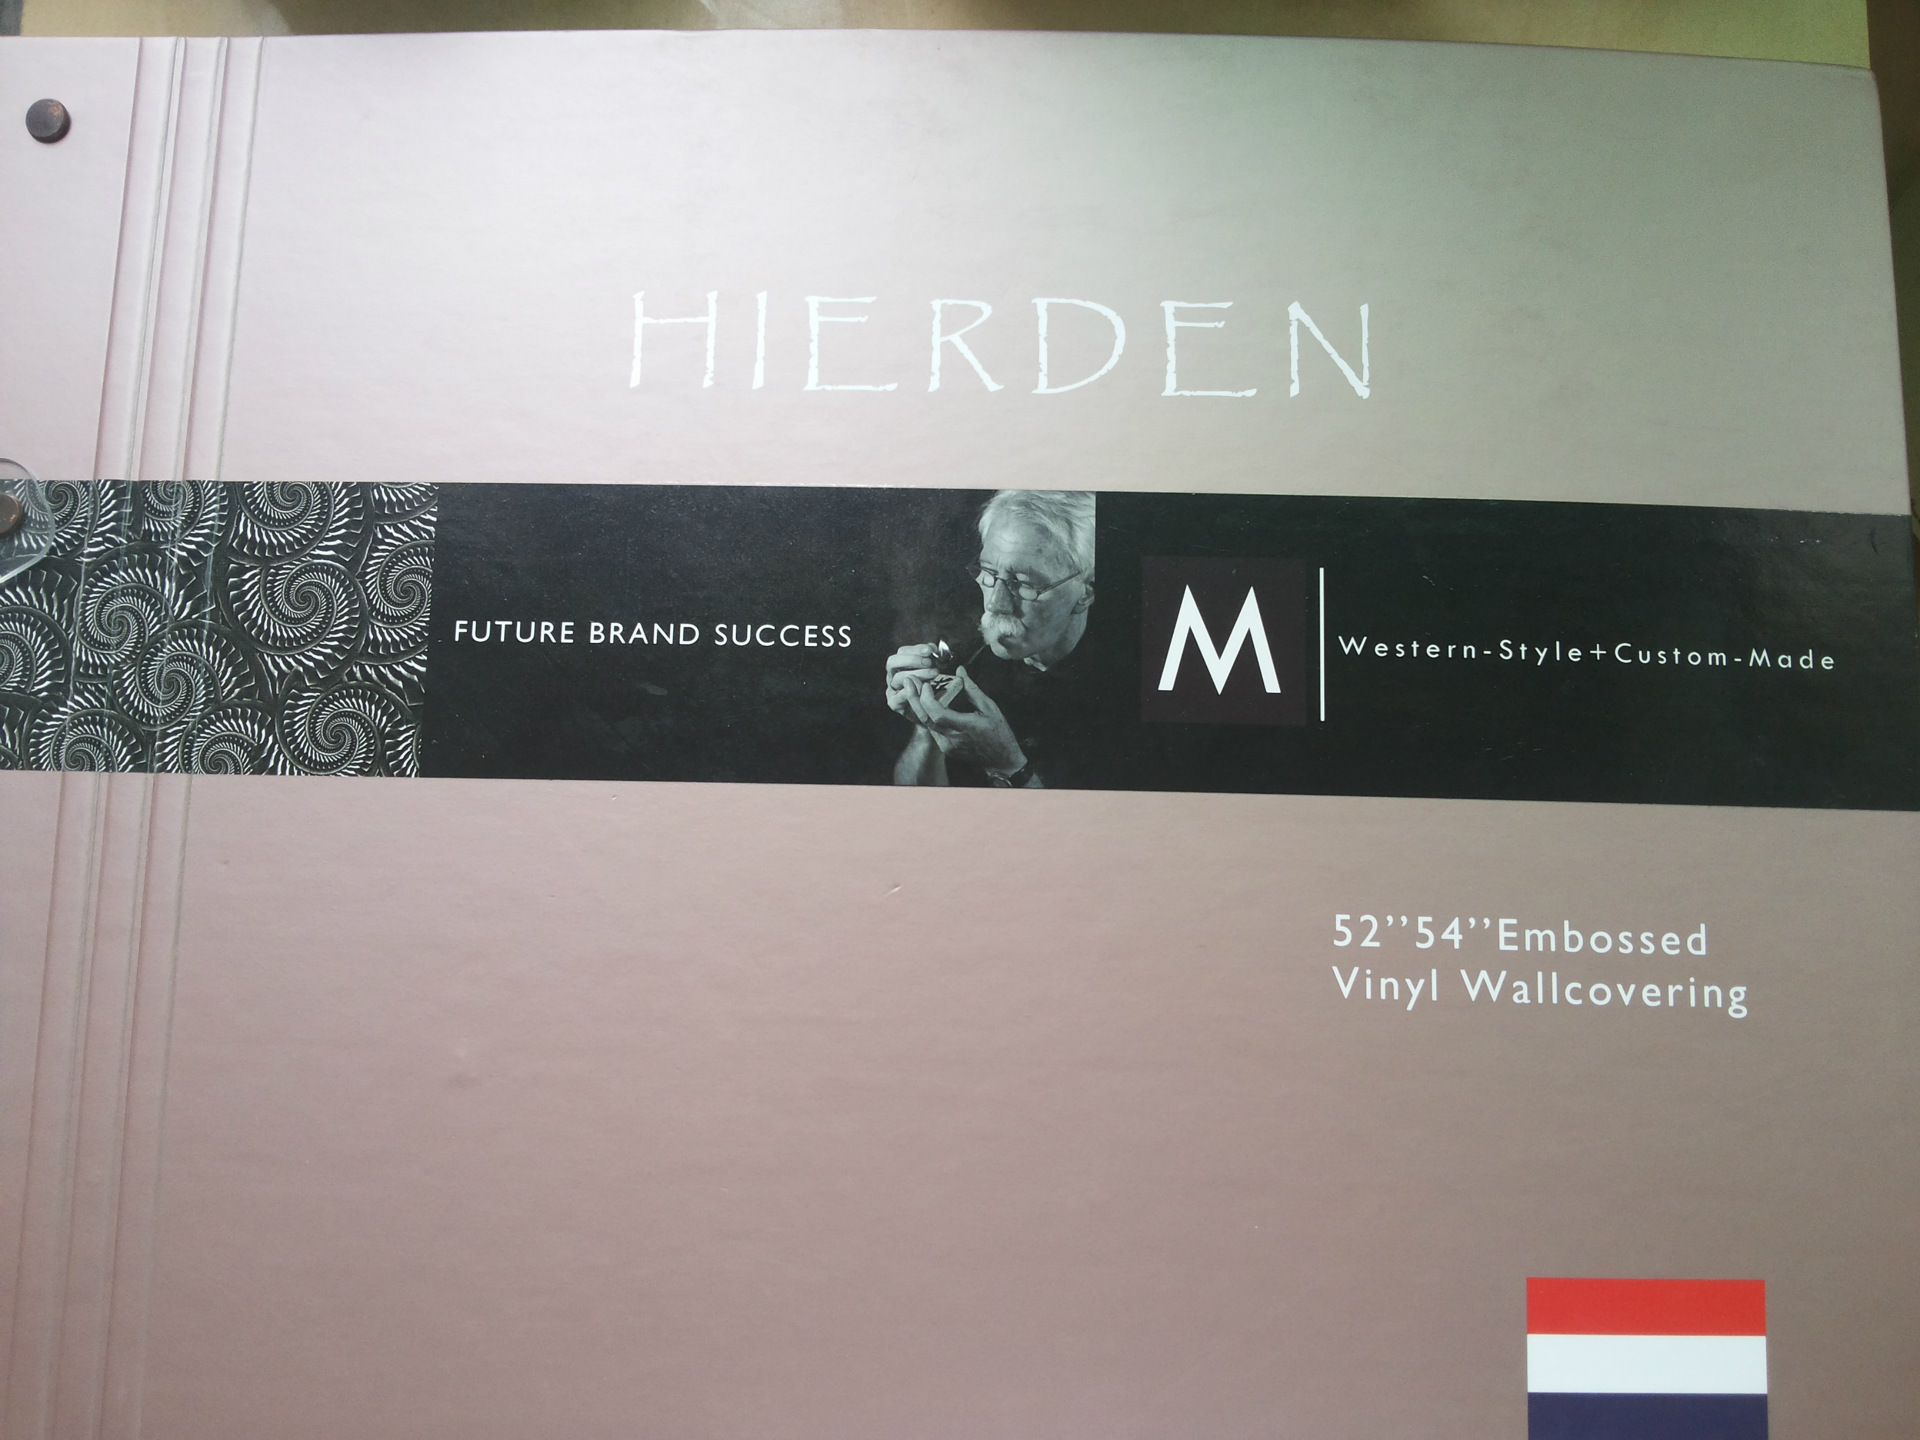 HIERDEN
FUTURE BRAND SUCCESS
M
Western-Style+Custom-Made
52’’54’’Embossed
Vinyl Wallcovering